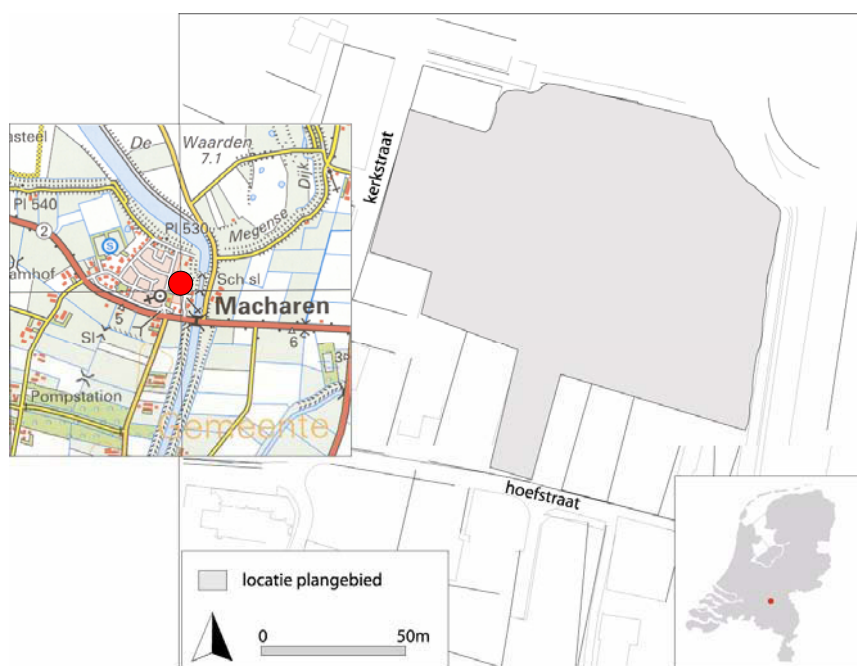 kerkstraat
De
Waarden
7.1
asteel
Dijk
Pl 540
Pl 530
Megense
2
S
amhof
Sch sl
Macharen
5
6
Sl
3
Pompstation
Gemeente
hoefstraat
locatie plangebied
0 50m